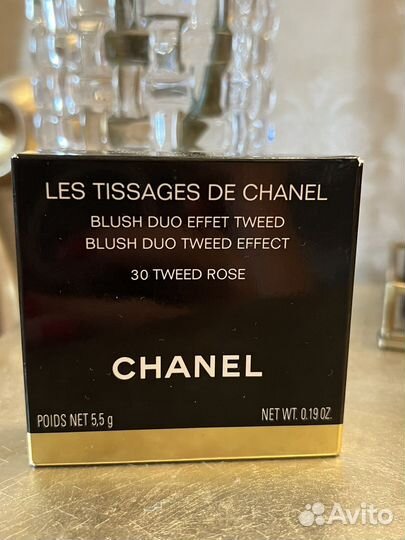 LES TISSAGES DE CHANEL
BLUSH DUO EFFET TWEED
BLUSH DUO TWEED EFFECT
30 TWEED ROSE
CHANEL
POIDS NET 5,5 g
NET WT. 0.19 OZ.
Avito